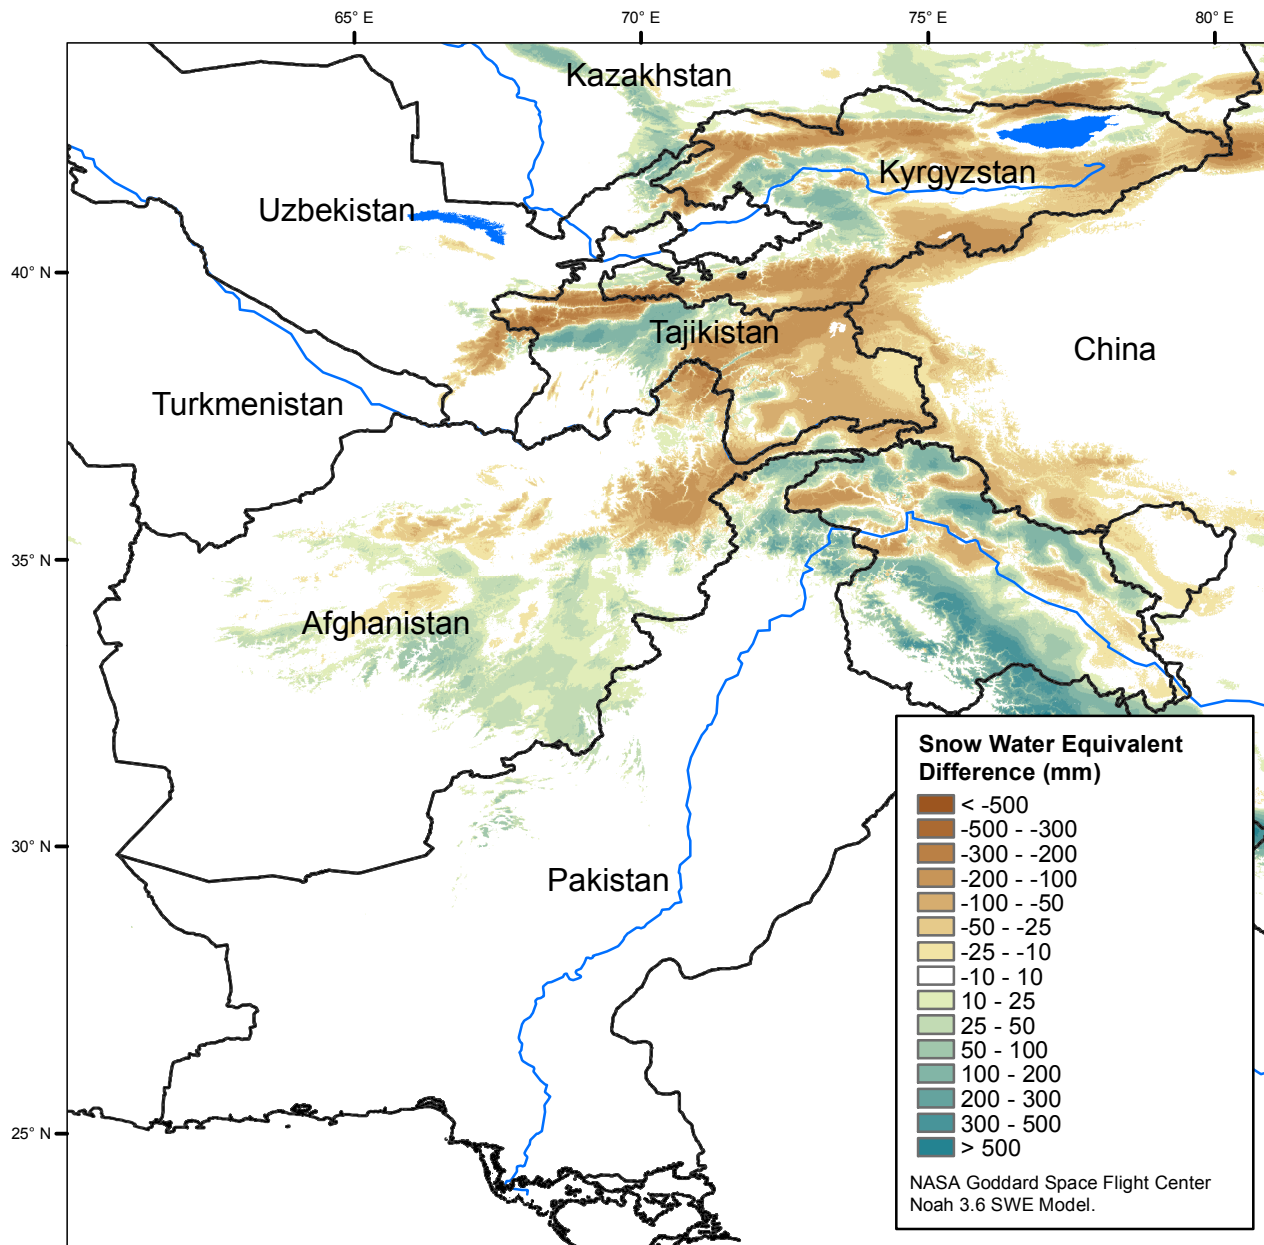 65° E
70° E
75° E
80° E
Kazakhstan
Kyrgyzstan
Uzbekistan
40° N
Tajikistan
China
Turkmenistan
35° N
Afghanistan
Snow Water Equivalent
Difference (mm)
< -500
-500 - -300
-300 - -200
-200 - -100
-100 - -50
-50 - -25
-25 - -10
-10 - 10
10 - 25
25 - 50
50 - 100
100 - 200
200 - 300
300 - 500
> 500
NASA Goddard Space Flight Center
Noah 3.6 SWE Model.
30° N
Pakistan
25° N